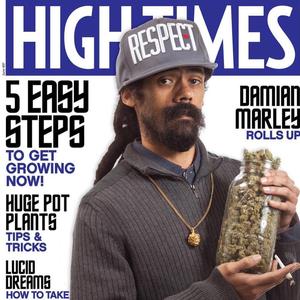 HIGH TIMES
RESPECT
5 EASY
STEPS
TO GET
GROWING
NOW!
HUGE POT
PLANTS
TIPS &
TRICKS
LUCID
DREAMS
HOW TO TAKE
DAMIAN
MARLEY
ROLLS UP